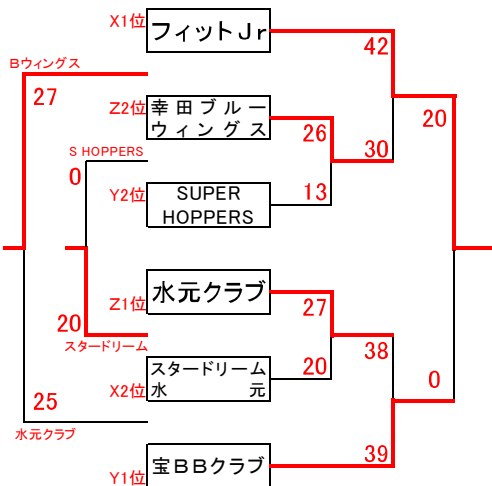 X1位
フィットJr
42
Bウィングス
27
Z2位
幸田ブルー
ウィングス
26
20
S HOPPERS
0
30
Y2位
SUPER
HOPPERS
13
Z1位
水元クラブ
27
20
スタードリーム
38
X2位
スタードリーム
水　　　元
20
0
25
水元クラブ
Y1位
宝BBクラブ
39